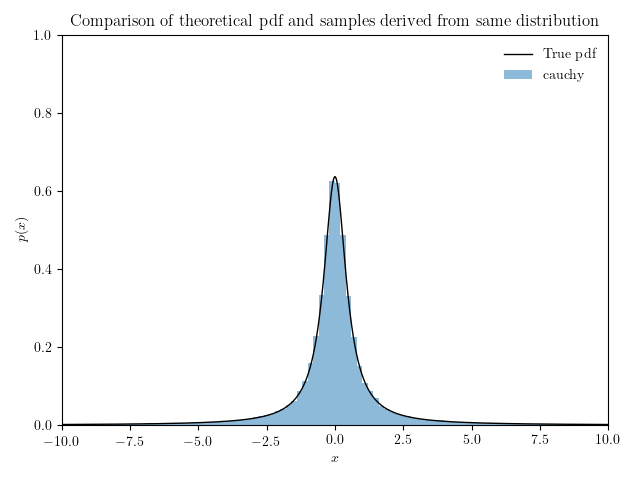 Comparison of theoretical pdf and samples derived from same distribution
1.0
True pdf
cauchy
0.8
0.6
p(x)
0.4
0.2
0.0
−10.0 −7.5 −5.0 −2.5 0.0 2.5 5.0 7.5 10.0
x